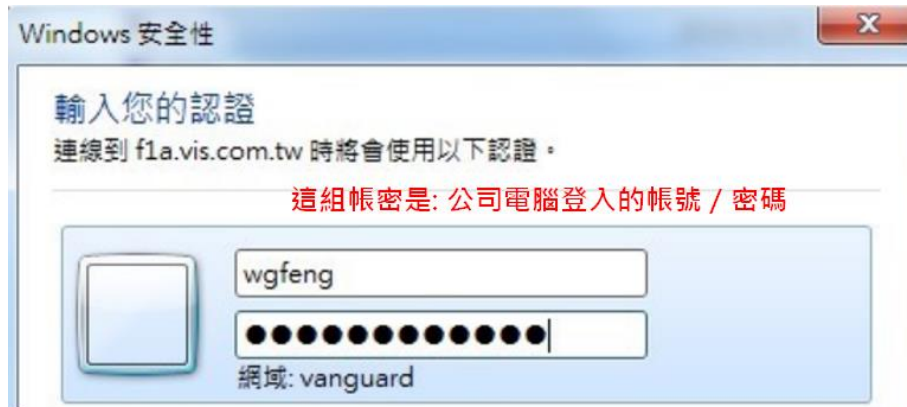 Windows 安全性
輸入您的認證
連線到 f1a.vis.com.tw 時將會使用以下認證。
這組帳密是: 公司電腦登入的帳號 / 密碼
wgfeng
●●●●●●●●●●●●
網域: vanguard